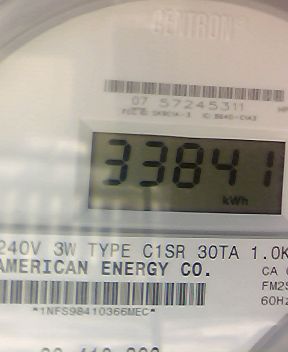 CENTRON
07 57245311
33841
kWh
240V 3W TYPE C1SR 30TA 1.0K
AMERICAN ENERGY CO.
CA
FM2S
60Hz
*1NFS98410366MEC*